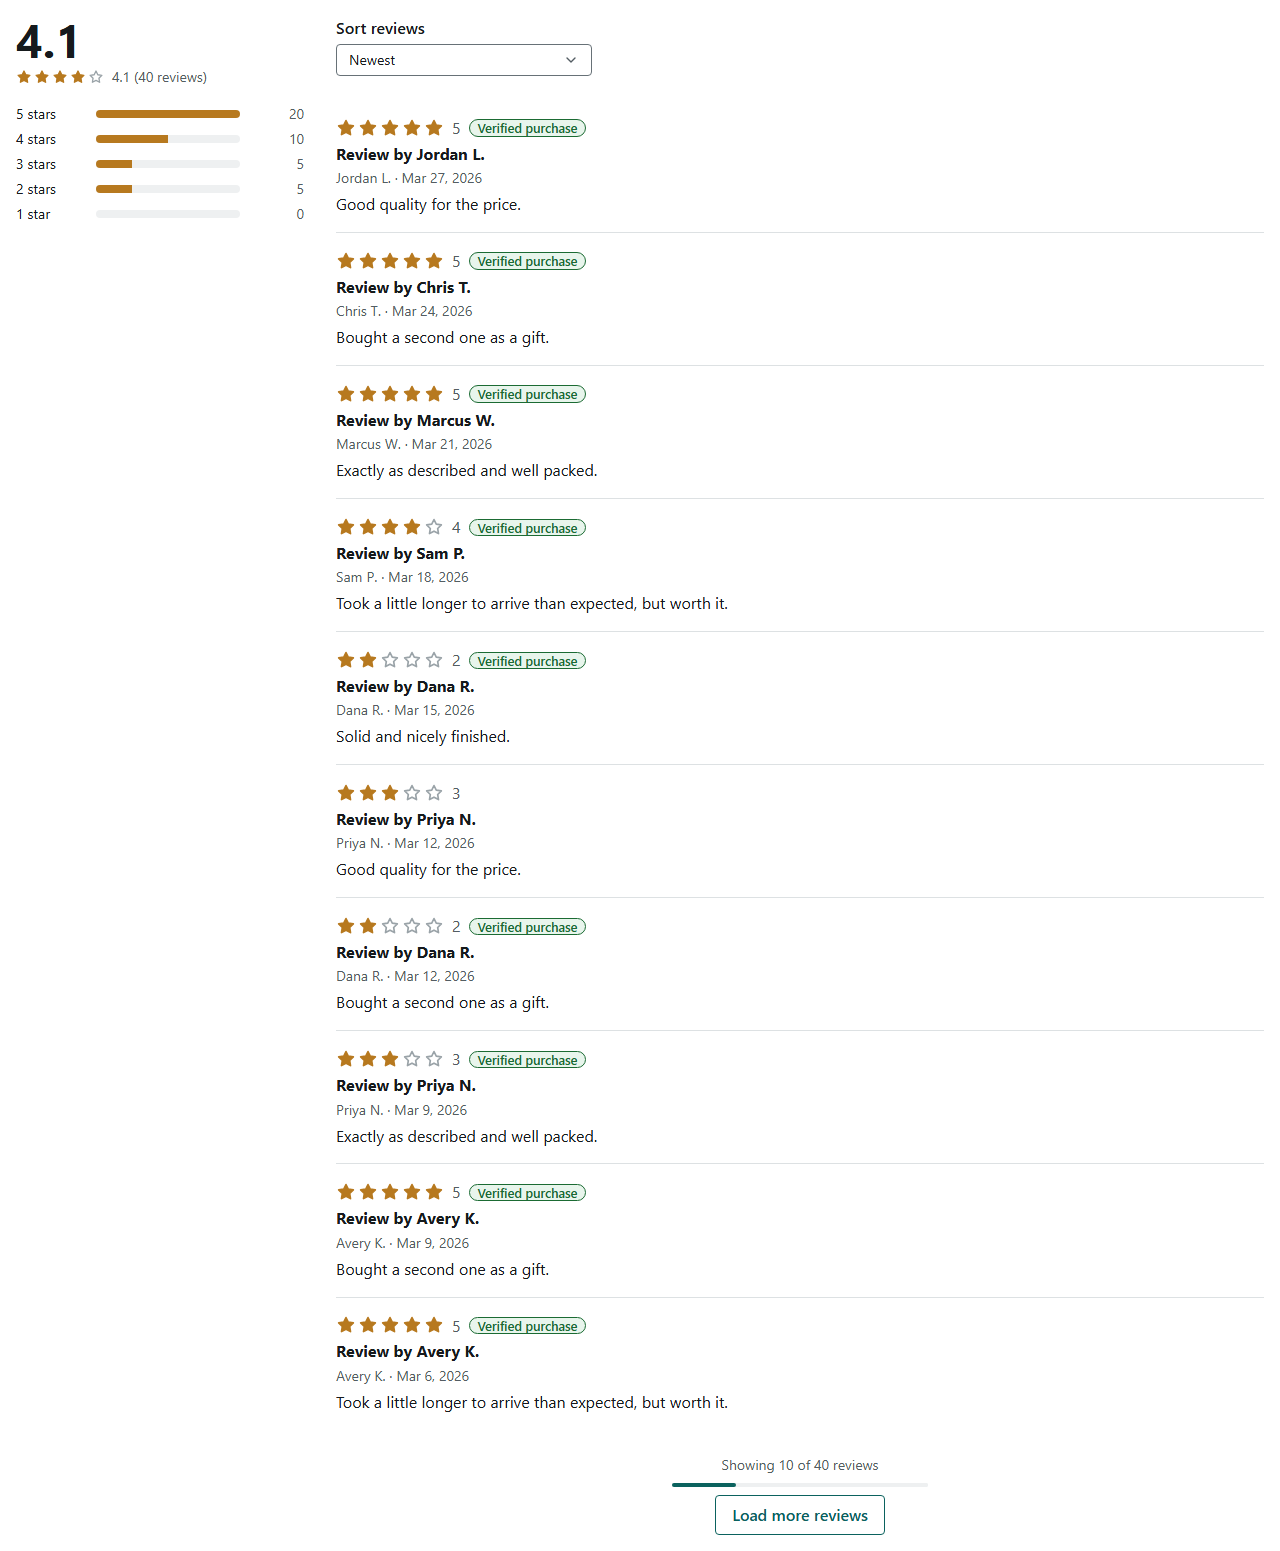 4.1
4.1 (40 reviews)
5 stars 20
4 stars 10
3 stars 5
2 stars 5
1 star 0
Sort reviews
Newest
5 Verified purchase
Review by Jordan L.
Jordan L. · Mar 27, 2026
Good quality for the price.
5 Verified purchase
Review by Chris T.
Chris T. · Mar 24, 2026
Bought a second one as a gift.
5 Verified purchase
Review by Marcus W.
Marcus W. · Mar 21, 2026
Exactly as described and well packed.
4 Verified purchase
Review by Sam P.
Sam P. · Mar 18, 2026
Took a little longer to arrive than expected, but worth it.
2 Verified purchase
Review by Dana R.
Dana R. · Mar 15, 2026
Solid and nicely finished.
3
Review by Priya N.
Priya N. · Mar 12, 2026
Good quality for the price.
2 Verified purchase
Review by Dana R.
Dana R. · Mar 12, 2026
Bought a second one as a gift.
3 Verified purchase
Review by Priya N.
Priya N. · Mar 9, 2026
Exactly as described and well packed.
5 Verified purchase
Review by Avery K.
Avery K. · Mar 9, 2026
Bought a second one as a gift.
5 Verified purchase
Review by Avery K.
Avery K. · Mar 6, 2026
Took a little longer to arrive than expected, but worth it.
Showing 10 of 40 reviews
Load more reviews